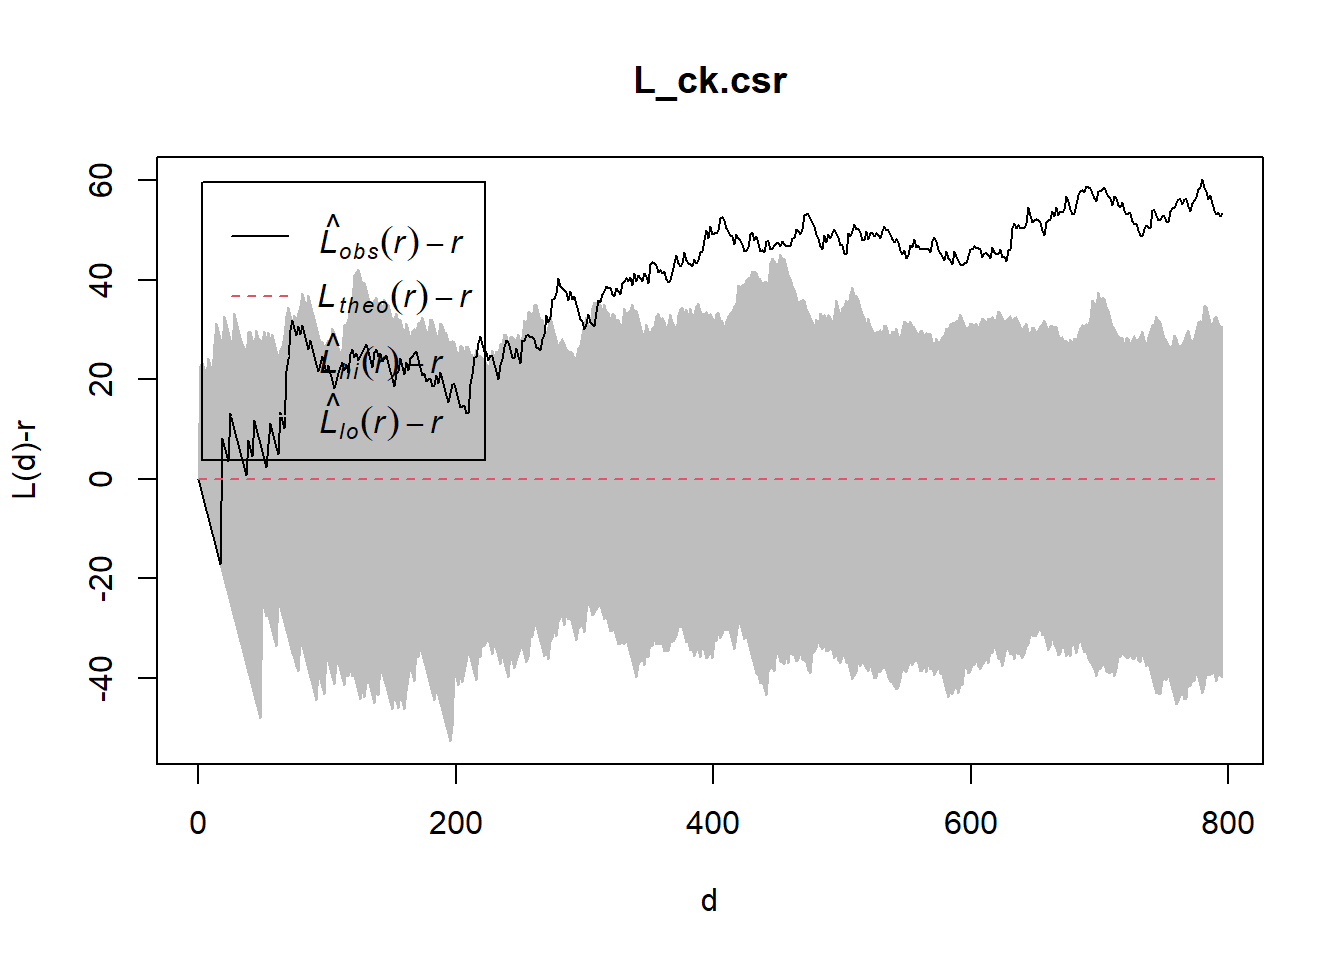 L_ck.csr
L(d)-r
60
40
20
0
-20
-40
L̂obs(r) − r
Ltheo(r) − r
L̂hi(r) − r
L̂lo(r) − r
0 200 400 600 800
d